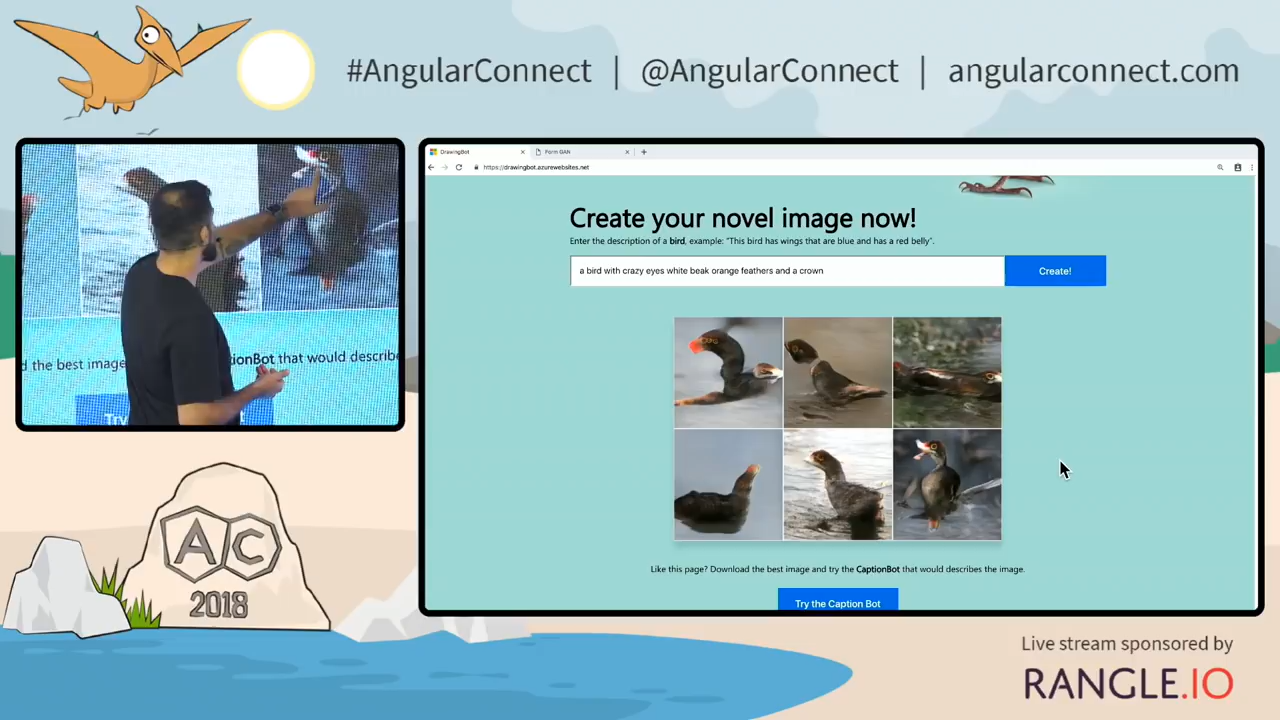 #AngularConnect | @AngularConnect | angularconnect.com
DrawingBot
Form GAN
https://drawingbot.azurewebsites.net
Create your novel image now!
Enter the description of a bird, example: "This bird has wings that are blue and has a red belly".
a bird with crazy eyes white beak orange feathers and a crown
Create!
Like this page? Download the best image and try the CaptionBot that would describes the image.
Try the Caption Bot
d the best image
tionBot that would describe
Try
AC
2018
Live stream sponsored by
RANGLE.IO